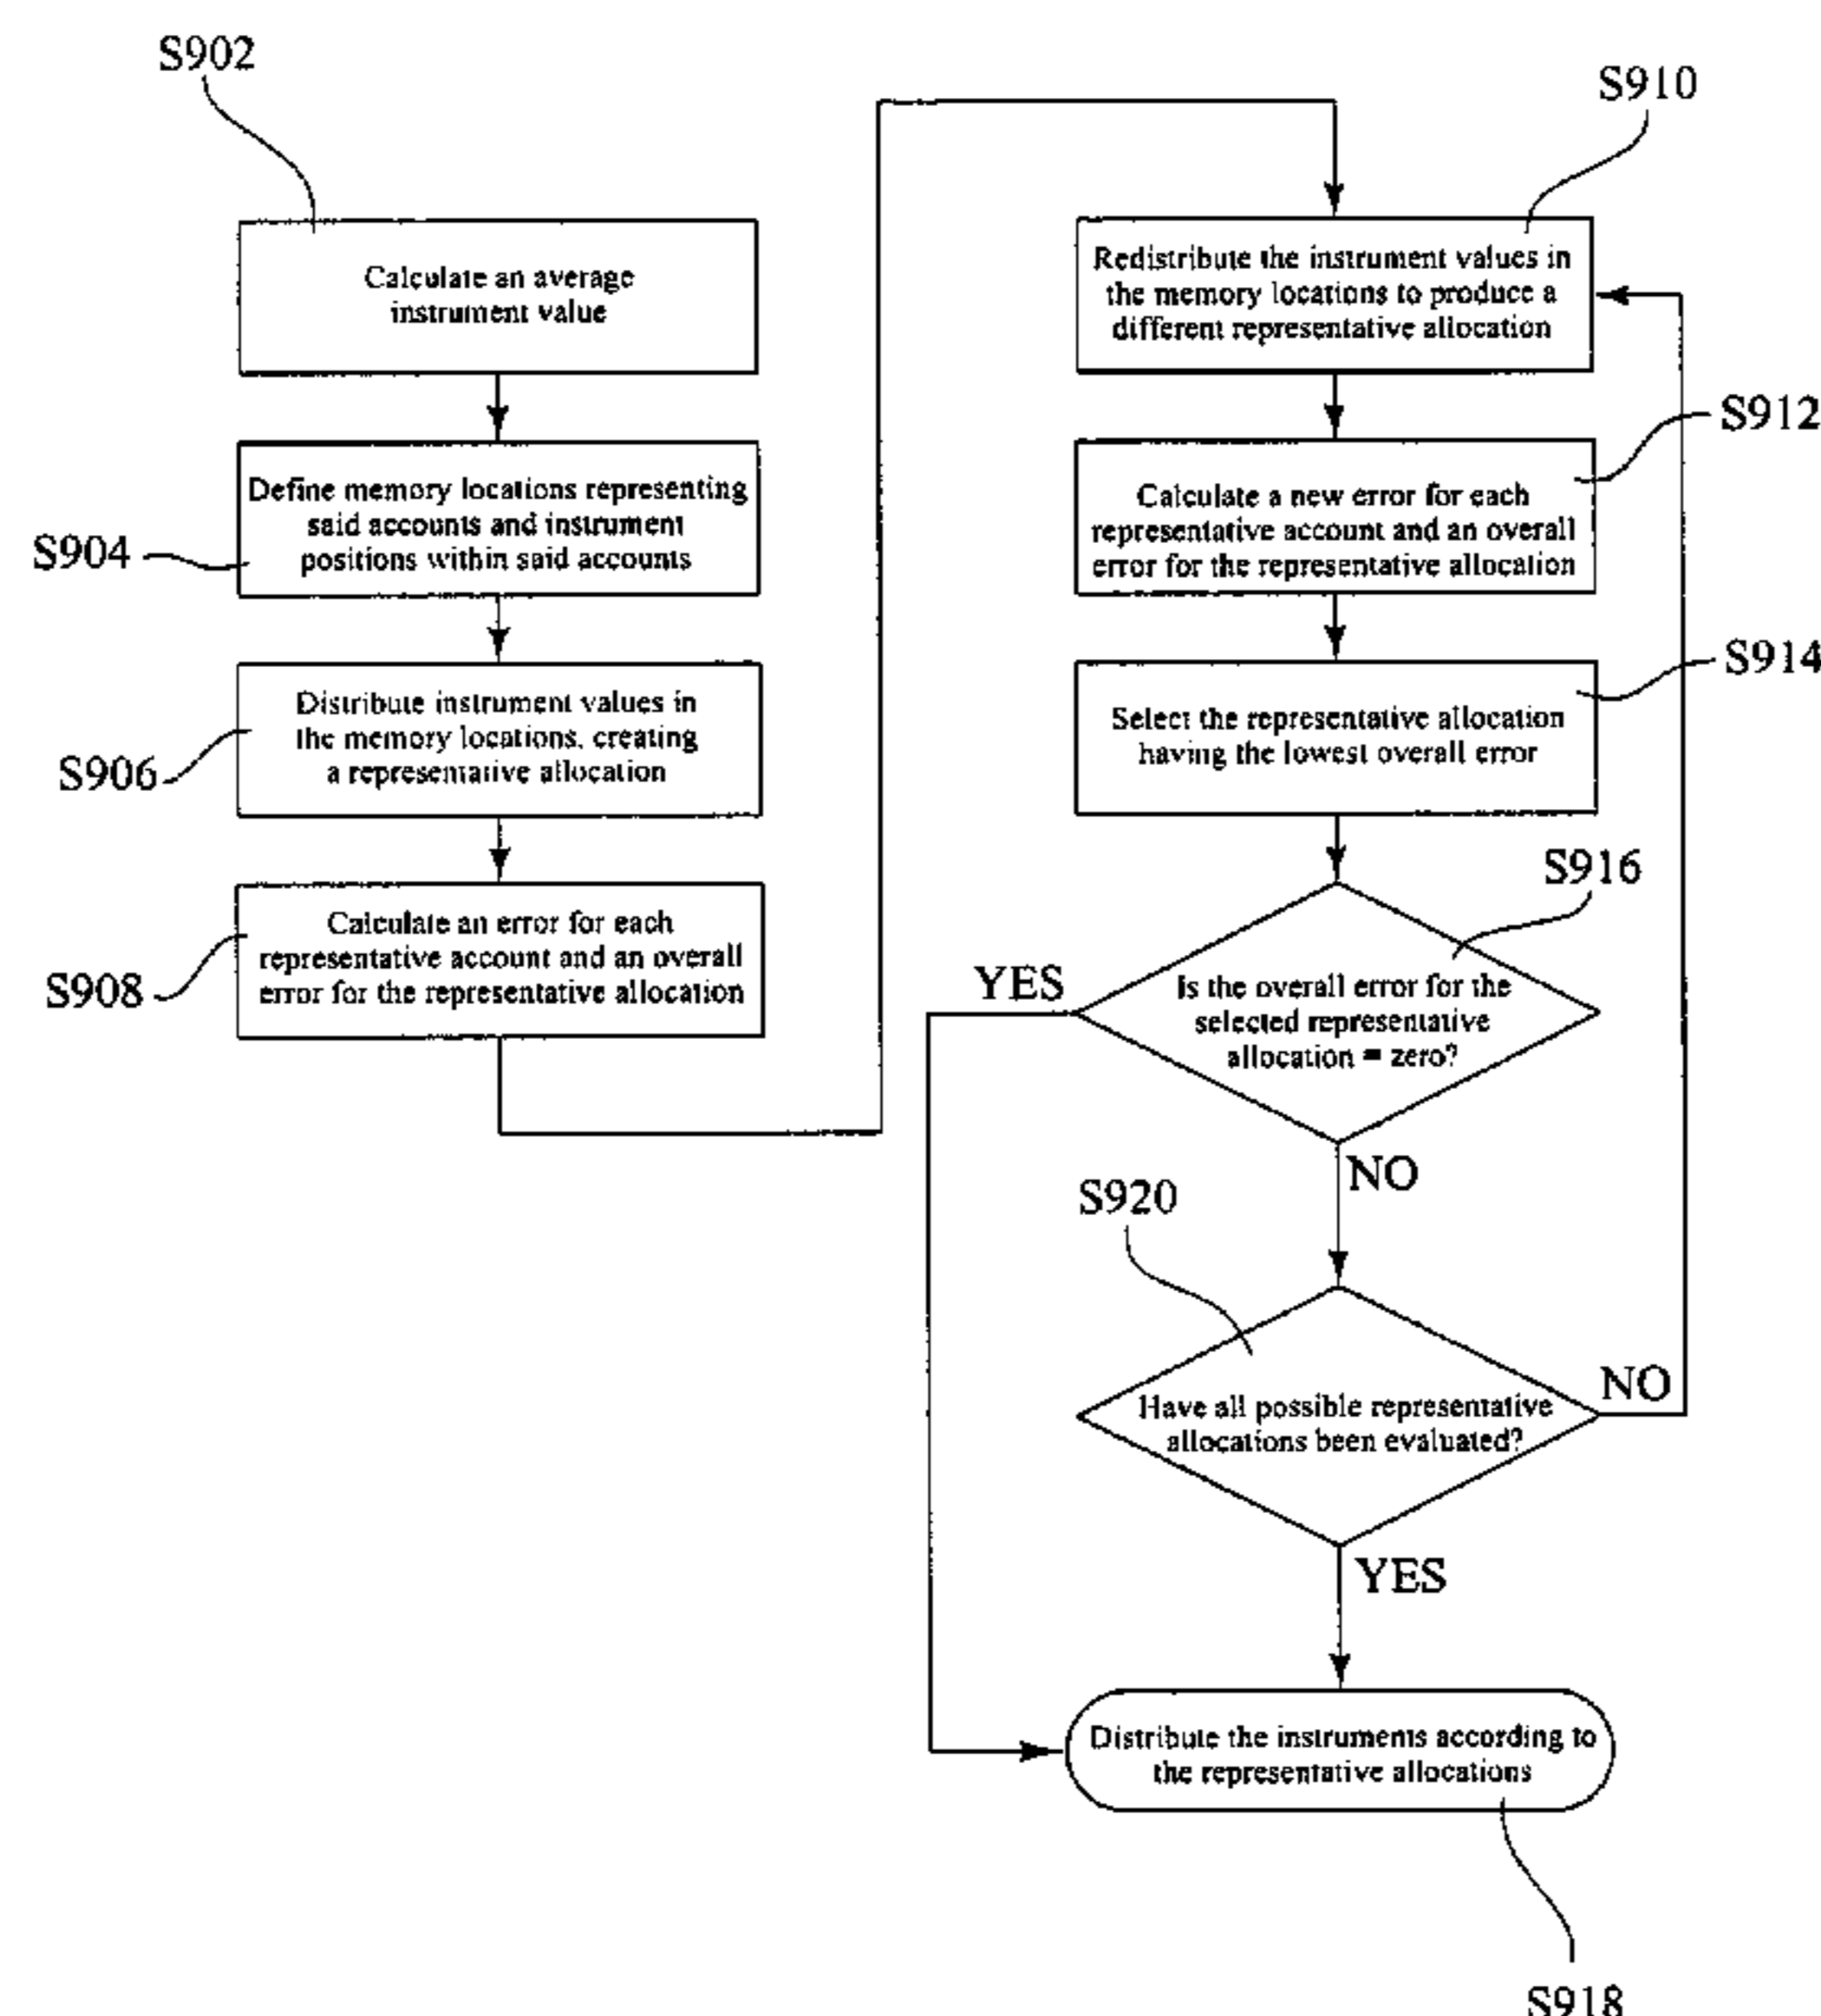 S902
Calculate an average
instrument value
S904
Define memory locations representing
said accounts and instrument
positions within said accounts
S906
Distribute instrument values in
the memory locations, creating
a representative allocation
S908
Calculate an error for each
representative account and an overall
error for the representative allocation
S910
Redistribute the instrument values in
the memory locations to produce a
different representative allocation
S912
Calculate a new error for each
representative account and an overall
error for the representative allocation
S914
Select the representative allocation
having the lowest overall error
S916
YES
Is the overall error for the
selected representative
allocation = zero?
NO
S920
Have all possible representative
allocations been evaluated?
NO
YES
Distribute the instruments according to
the representative allocations
S918